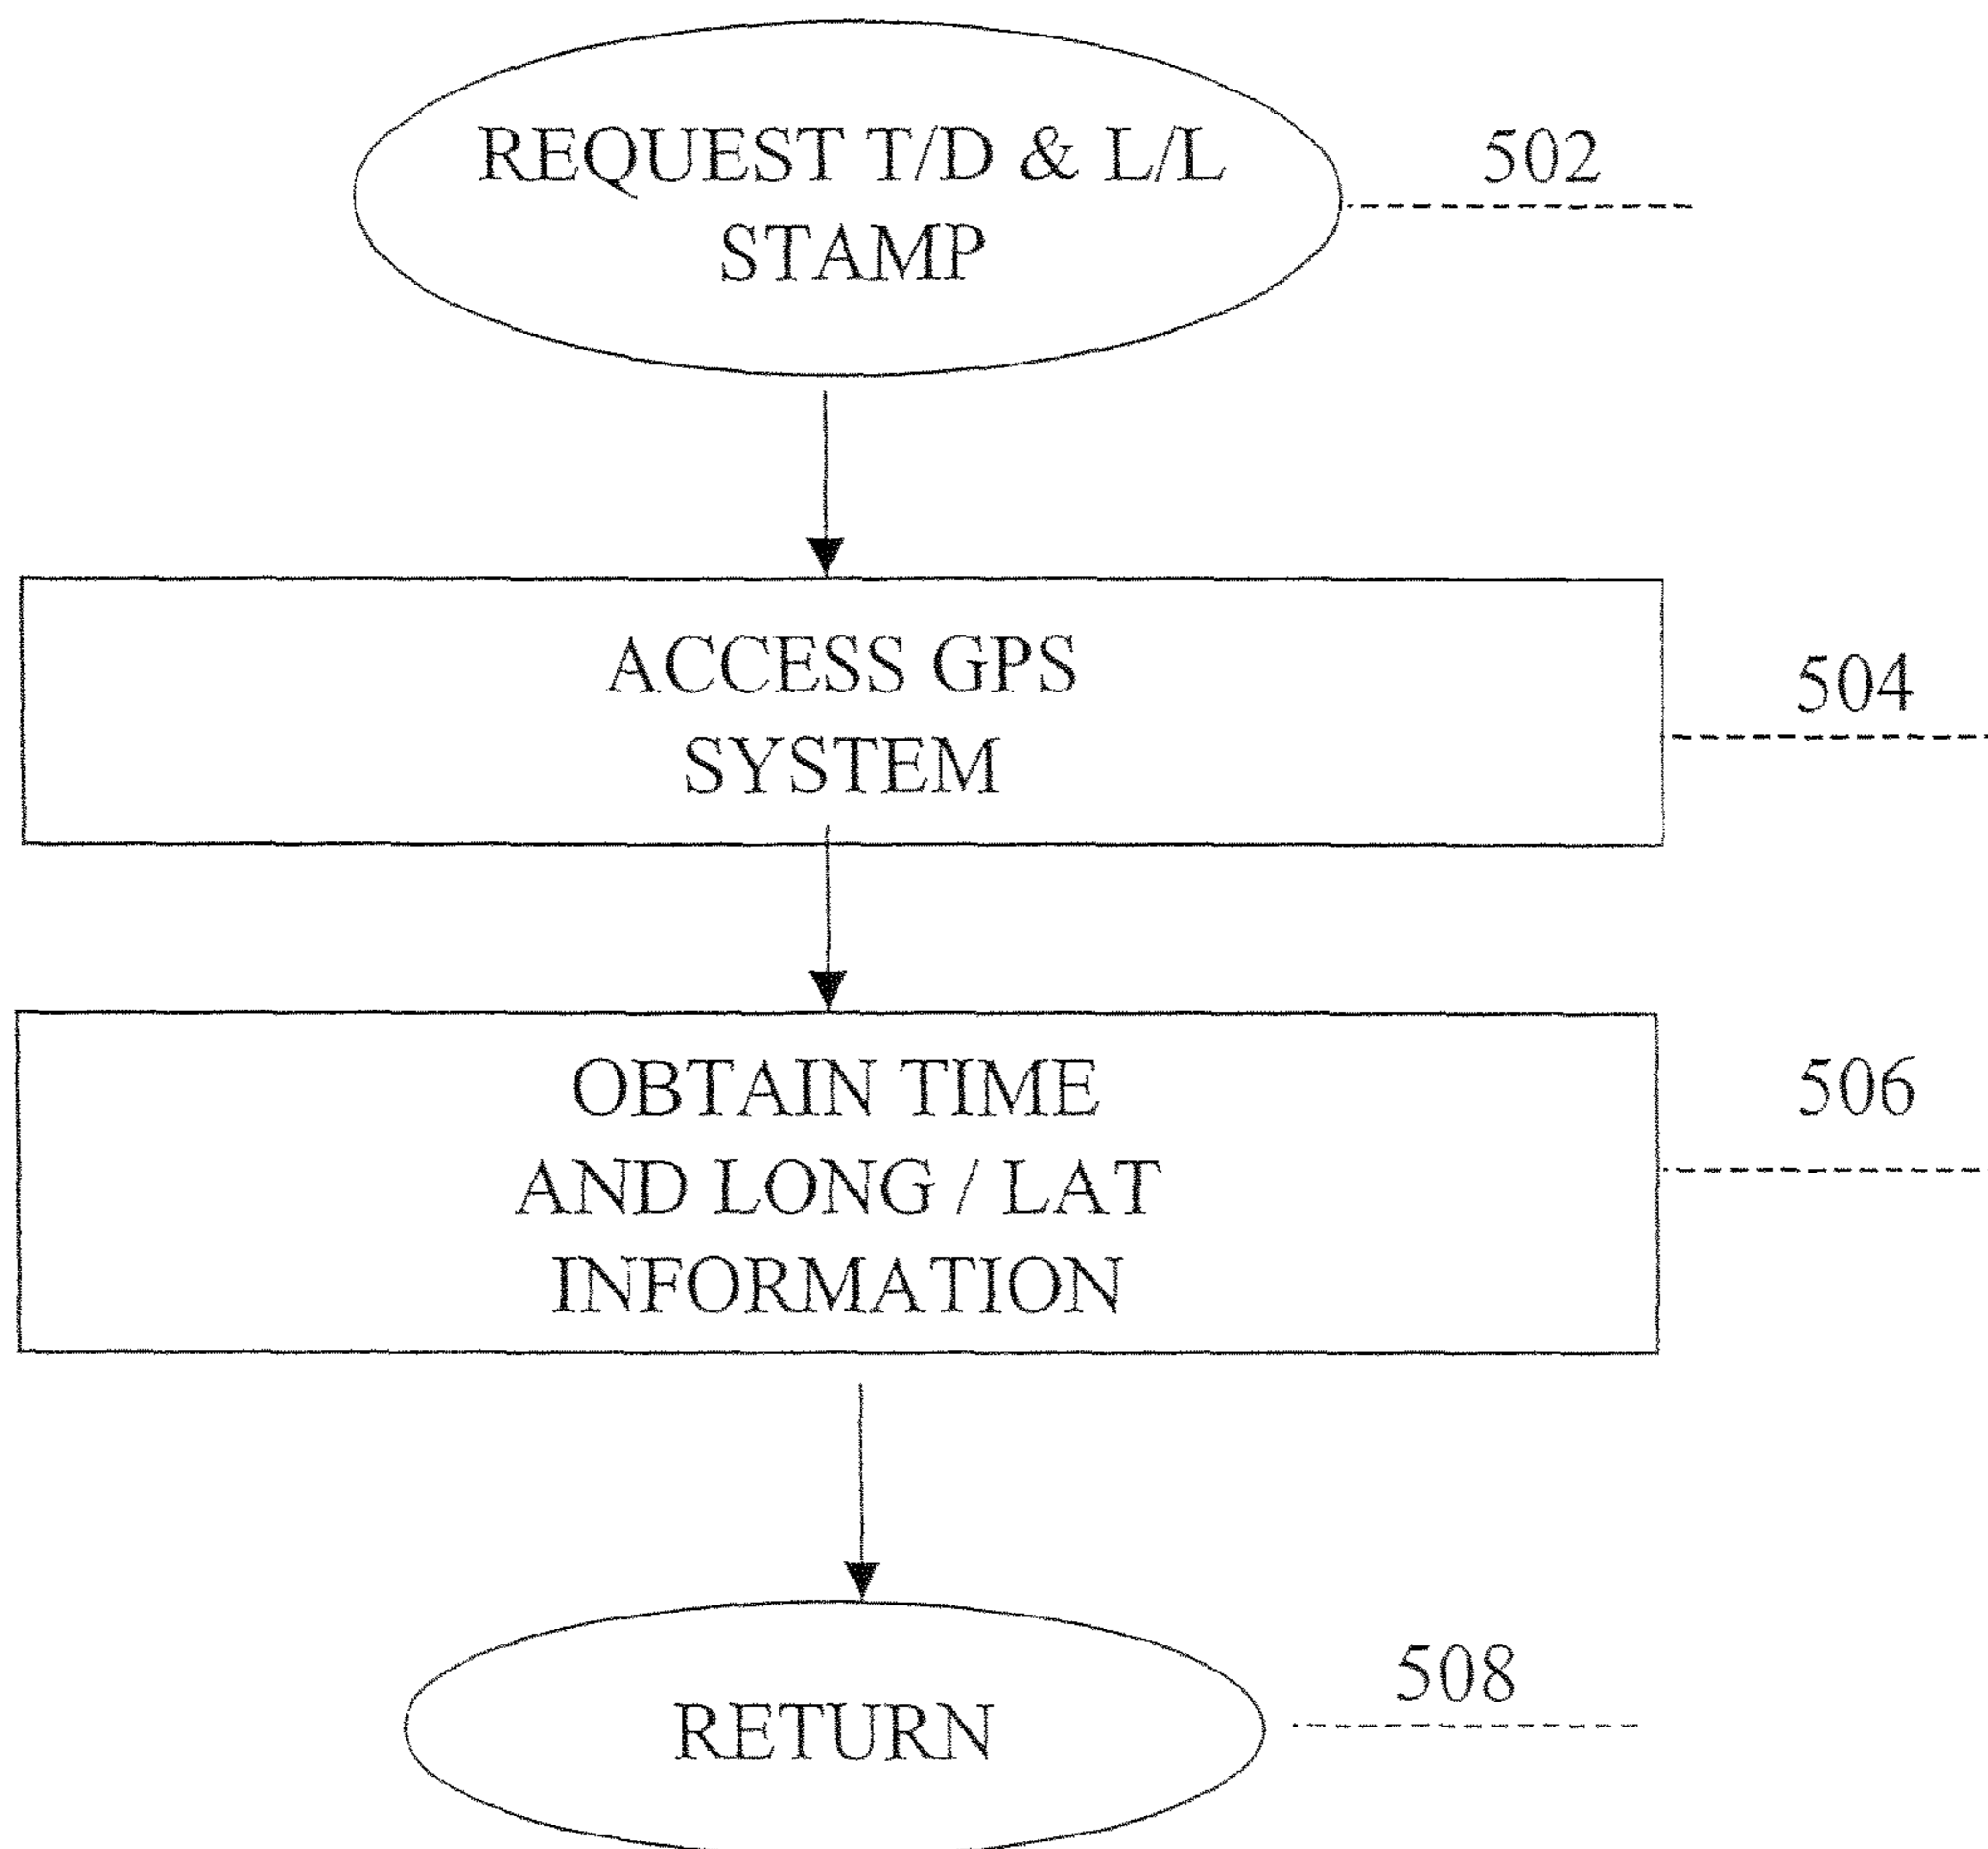 REQUEST T/D & L/L
STAMP
502
ACCESS GPS
SYSTEM
504
OBTAIN TIME
AND LONG / LAT
INFORMATION
506
RETURN
508